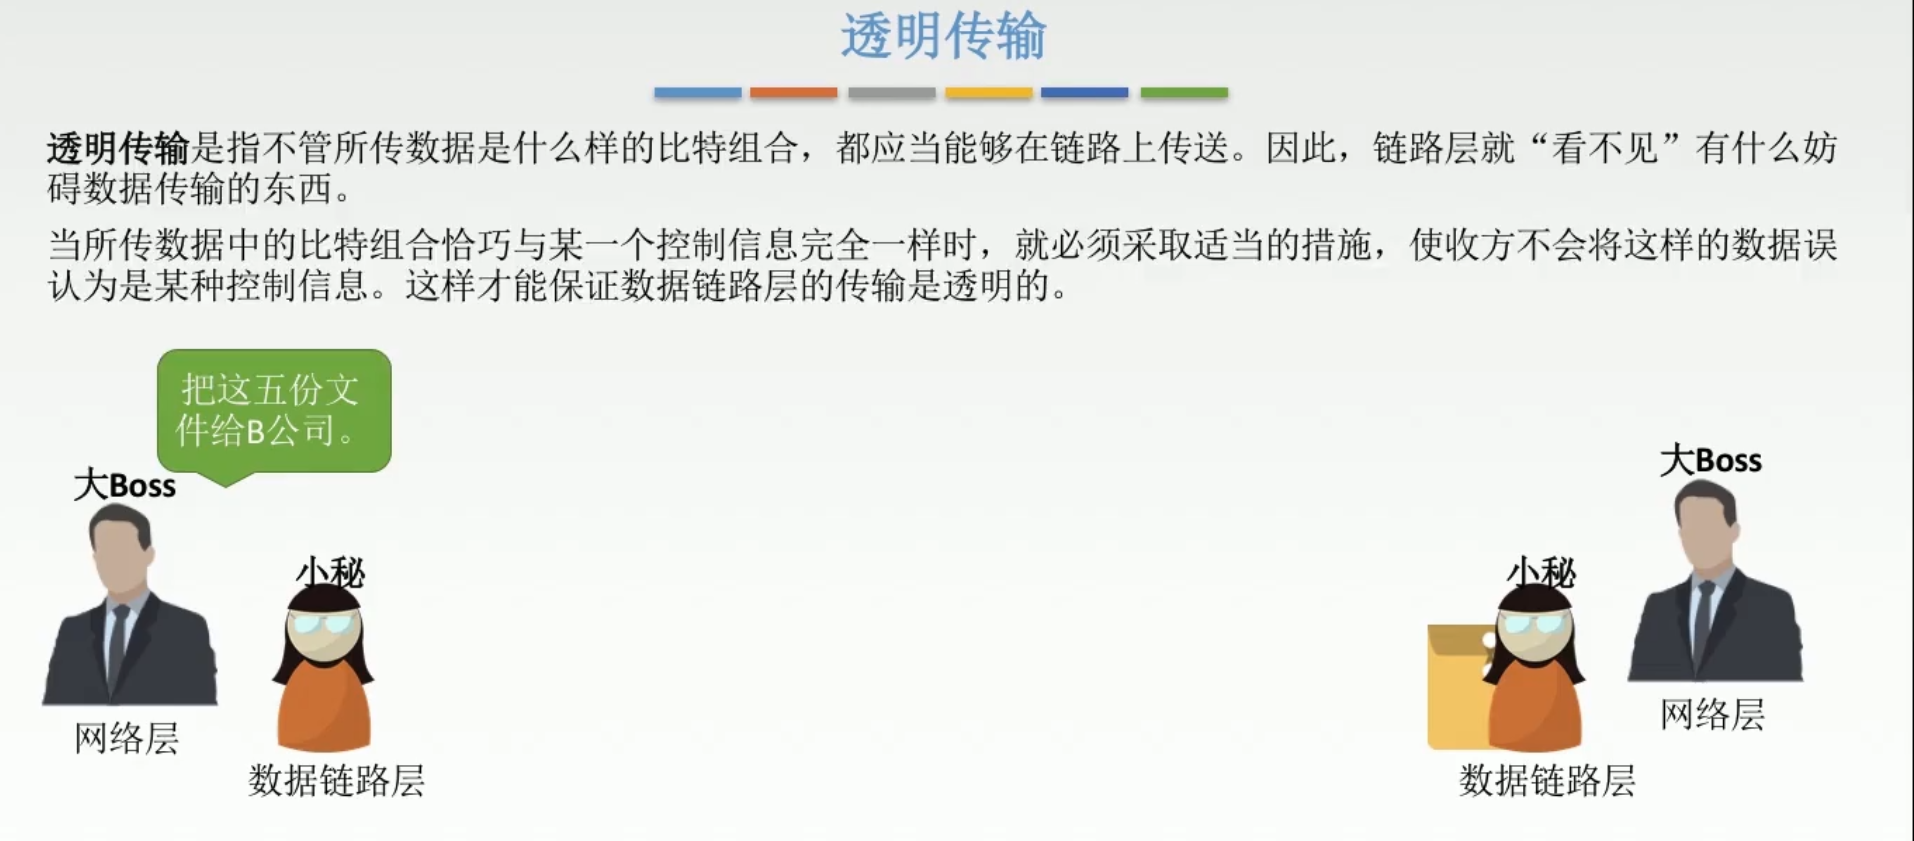 透明传输
透明传输是指不管所传数据是什么样的比特组合，都应当能够在链路上传送。因此，链路层就“看不见”有什么妨
碍数据传输的东西。
当所传数据中的比特组合恰巧与某一个控制信息完全一样时，就必须采取适当的措施，使收方不会将这样的数据误
认为是某种控制信息。这样才能保证数据链路层的传输是透明的。
把这五份文
件给B公司。
大Boss
小秘
网络层
数据链路层
大Boss
小秘
网络层
数据链路层